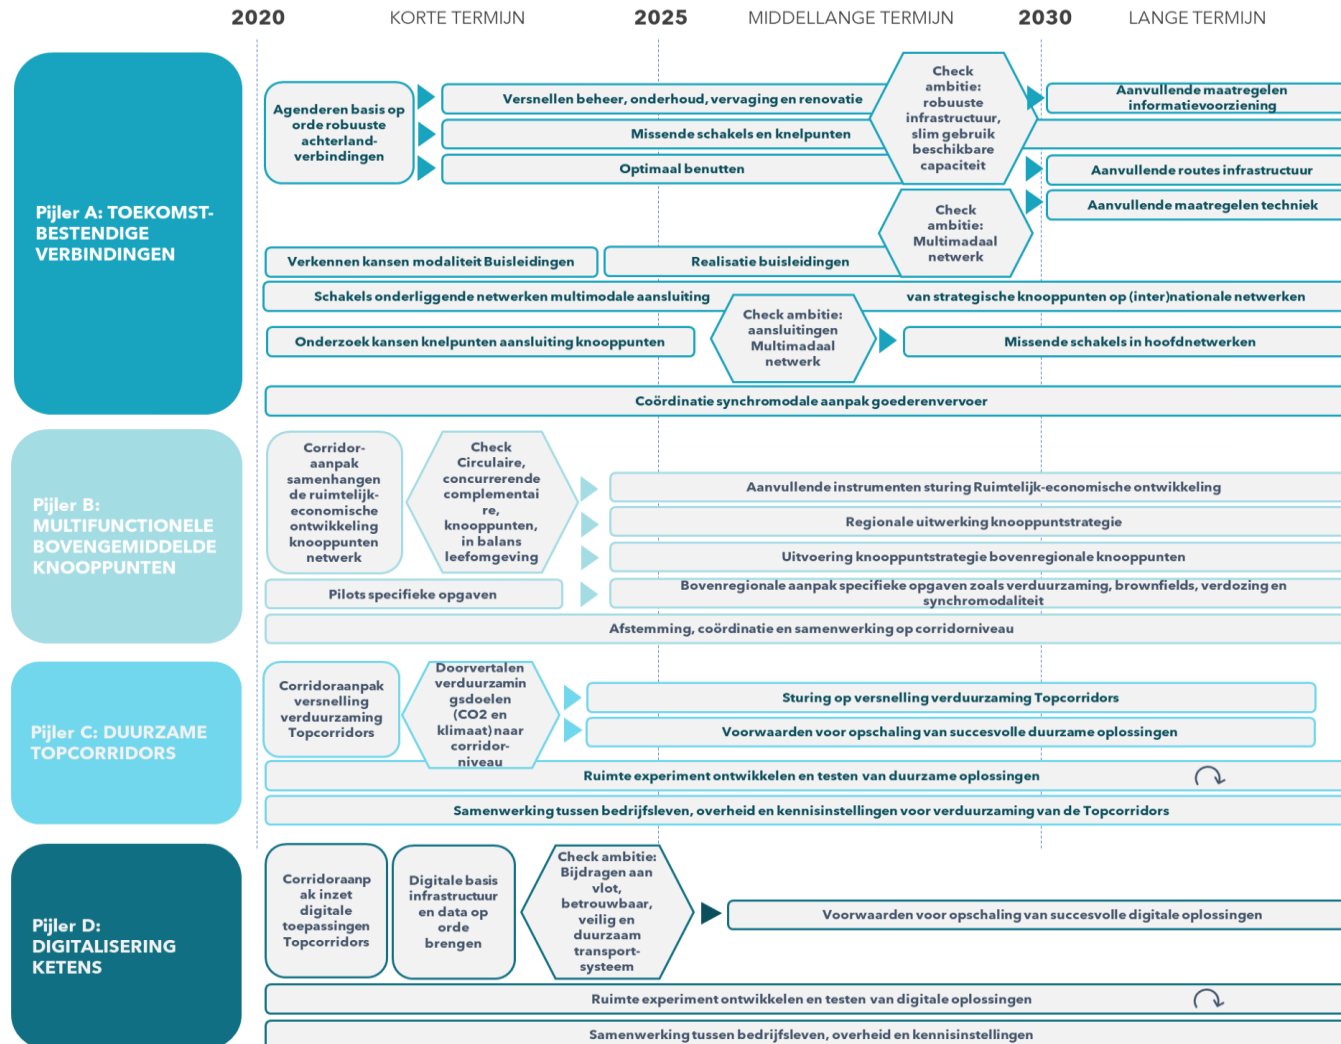 2020
KORTE TERMIJN
2025
MIDDELLANGE TERMIJN
2030
LANGE TERMIJN
Pijler A: TOEKOMST-
BESTENDIGE
VERBINDINGEN
Agenderen basis op
orde robuuste
achterland-
verbindingen
Versnellen beheer, onderhoud, vervaging en renovatie
Missende schakels en knelpunten
Optimaal benutten
Check
ambitie:
robuuste
infrastructuur,
slim gebruik
beschikbare
capaciteit
Aanvullende maatregelen
informatievoorziening
Aanvullende routes infrastructuur
Aanvullende maatregelen techniek
Check
ambitie:
Multimadaal
netwerk
Verkennen kansen modaliteit Buisleidingen
Realisatie buisleidingen
Schakels onderliggende netwerken multimodale aansluiting
van strategische knooppunten op (inter)nationale netwerken
Onderzoek kansen knelpunten aansluiting knooppunten
Check ambitie:
aansluitingen
Multimadaal
netwerk
Missende schakels in hoofdnetwerken
Coördinatie synchromodale aanpak goederenvervoer
Pijler B:
MULTIFUNCTIONELE
BOVENGEMIDDELDE
KNOOPPUNTEN
Corridor-
aanpak
samenhangen
de ruimtelijk-
economische
ontwikkeling
knooppunten
netwerk
Check
Circulaire,
concurrerende
complementai
re,
knooppunten,
in balans
leefomgeving
Aanvullende instrumenten sturing Ruimtelijk-economische ontwikkeling
Regionale uitwerking knooppuntstrategie
Uitvoering knooppuntstrategie bovenregionale knooppunten
Pilots specifieke opgaven
Bovenregionale aanpak specifieke opgaven zoals verduurzaming, brownfields, verdozing en
synchromodaliteit
Afstemming, coördinatie en samenwerking op corridorniveau
Pijler C: DUURZAME
TOPCORRIDORS
Corridoraanpak
versnelling
verduurzaming
Topcorridors
Doorvertalen
verduurzamin
gsdoelen
(CO2 en
klimaat) naar
corridor-
niveau
Sturing op versnelling verduurzaming Topcorridors
Voorwaarden voor opschaling van succesvolle duurzame oplossingen
Ruimte experiment ontwikkelen en testen van duurzame oplossingen
Samenwerking tussen bedrijfsleven, overheid en kennisinstellingen voor verduurzaming van de Topcorridors
Pijler D:
DIGITALISERING
KETENS
Corridoraanp
ak inzet
digitale
toepassingen
Topcorridors
Digitale basis
infrastructuur
en data op
orde
brengen
Check ambitie:
Bijdragen aan
vlot,
betrouwbaar,
veilig en
duurzaam
transport-
systeem
Voorwaarden voor opschaling van succesvolle digitale oplossingen
Ruimte experiment ontwikkelen en testen van digitale oplossingen
Samenwerking tussen bedrijfsleven, overheid en kennisinstellingen